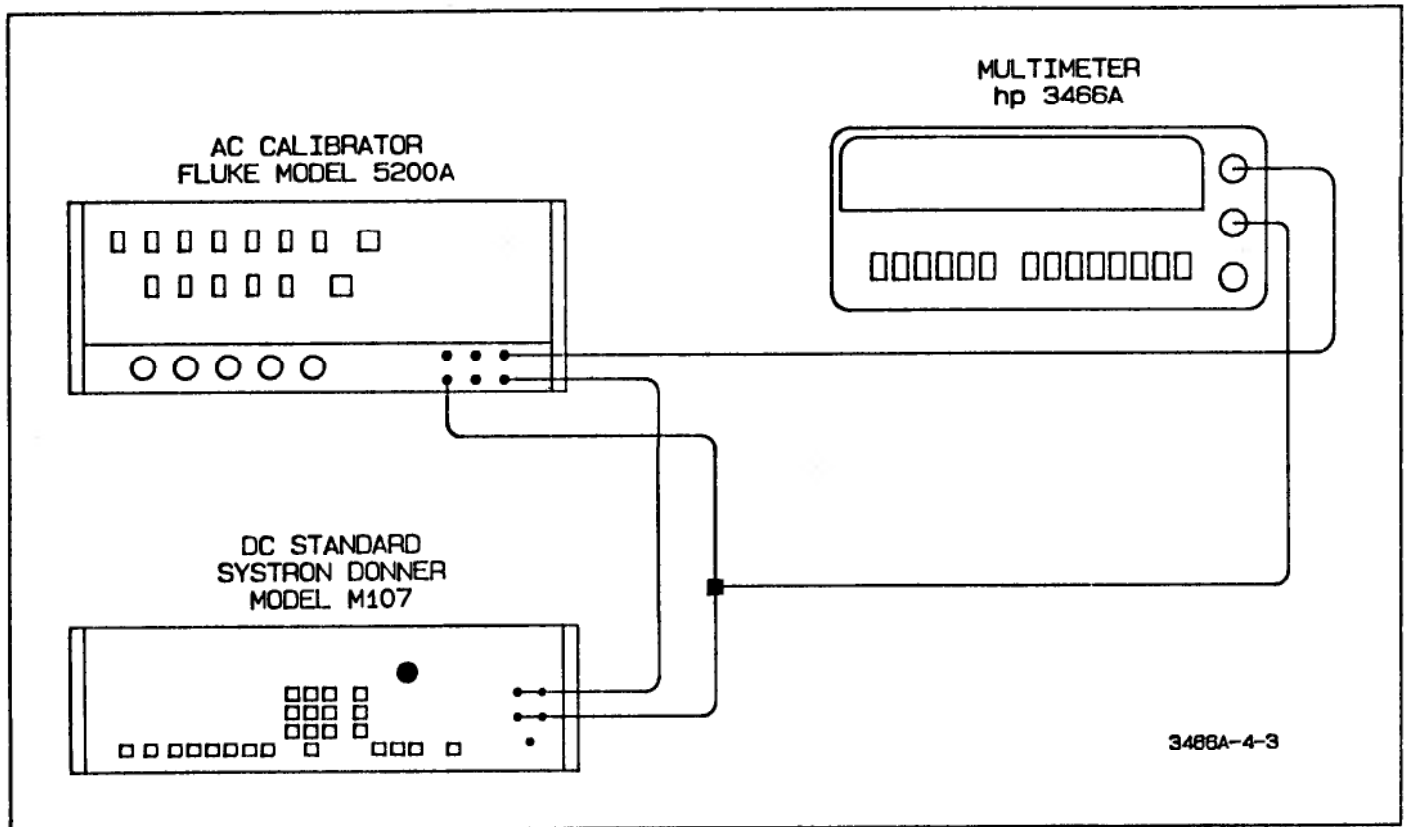 MULTIMETER
hp 3466A
AC CALIBRATOR
FLUKE MODEL 5200A
DC STANDARD
SYSTRON DONNER
MODEL M107
3466A-4-3